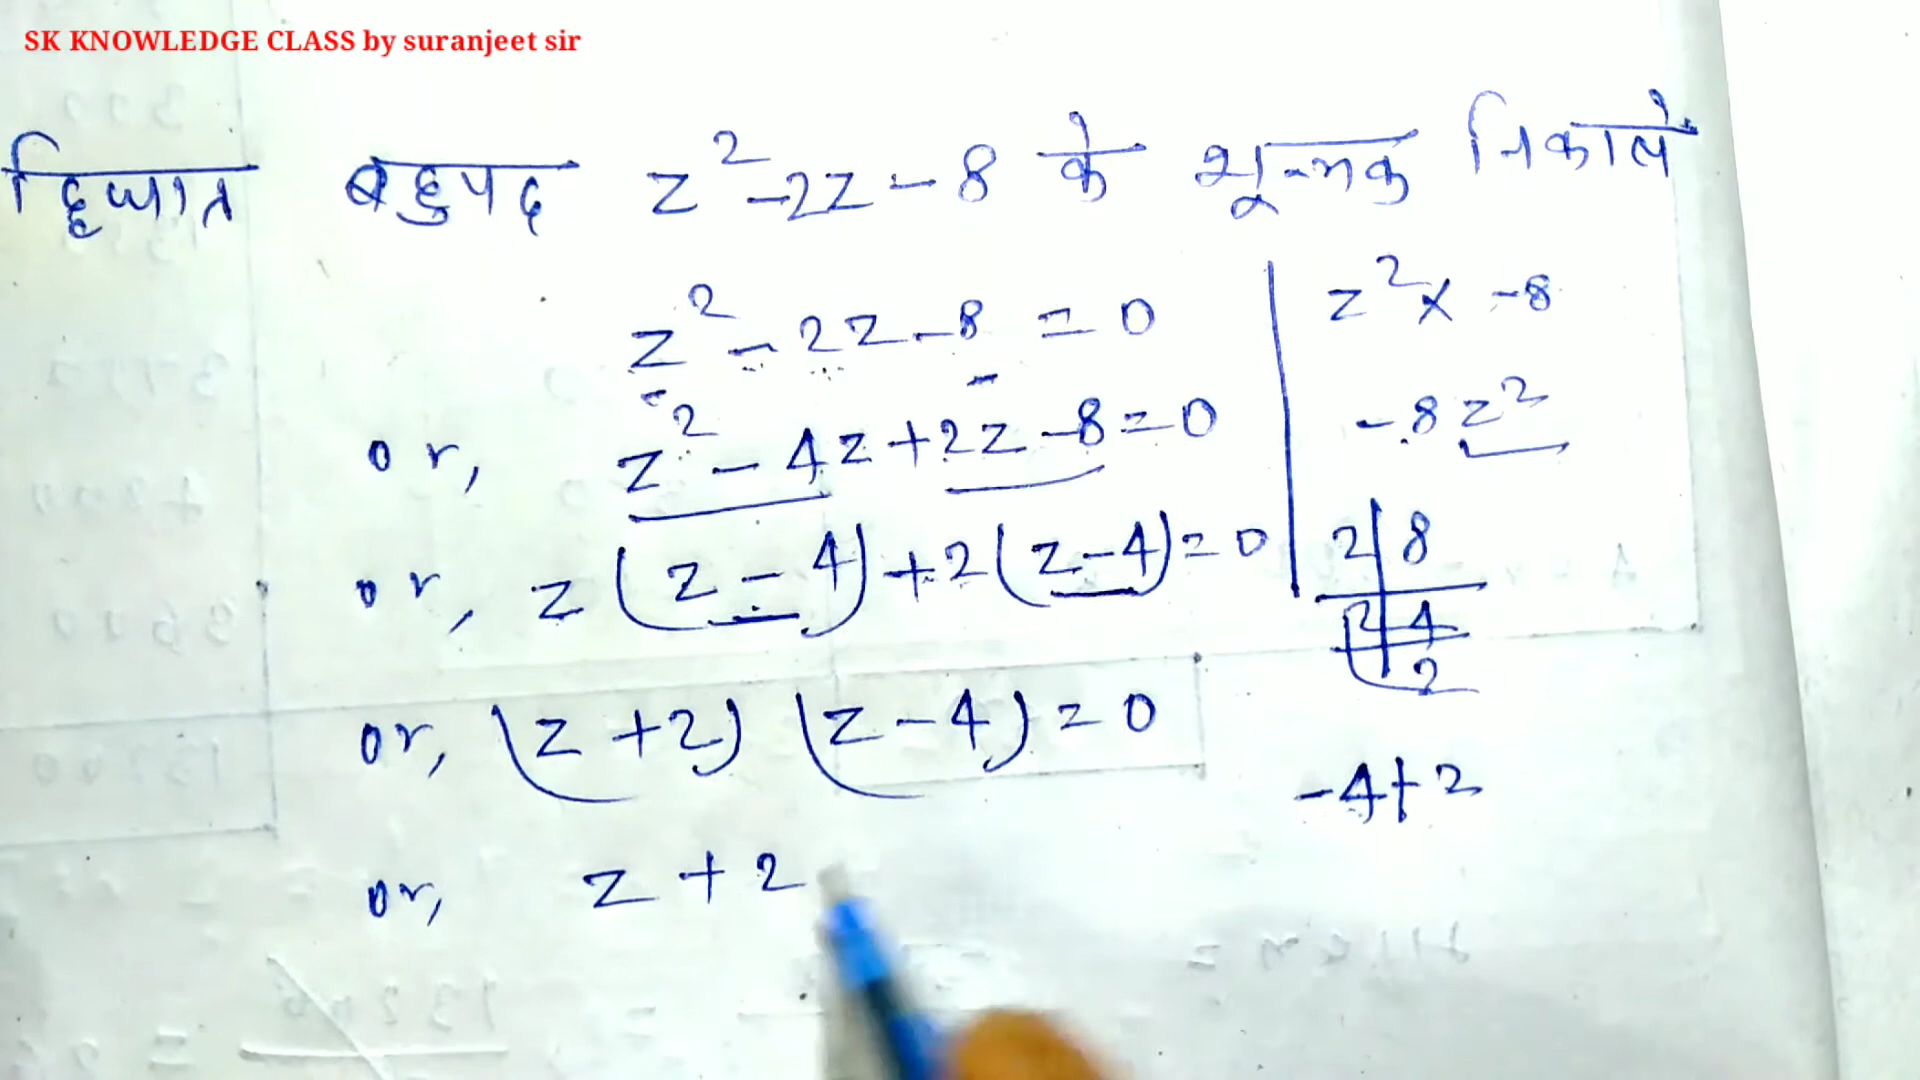 SK KNOWLEDGE CLASS by suranjeet sir
द्विघात बहुपद z²-2z-8 के शून्यक निकाले
z²-2z-8=0
or, z²-4z+2z-8=0
or, z(z-4)+2(z-4)=0
or, (z+2)(z-4)=0
or, z+2
z²x -8
-8z²
2 8
2 4
2
-4+2